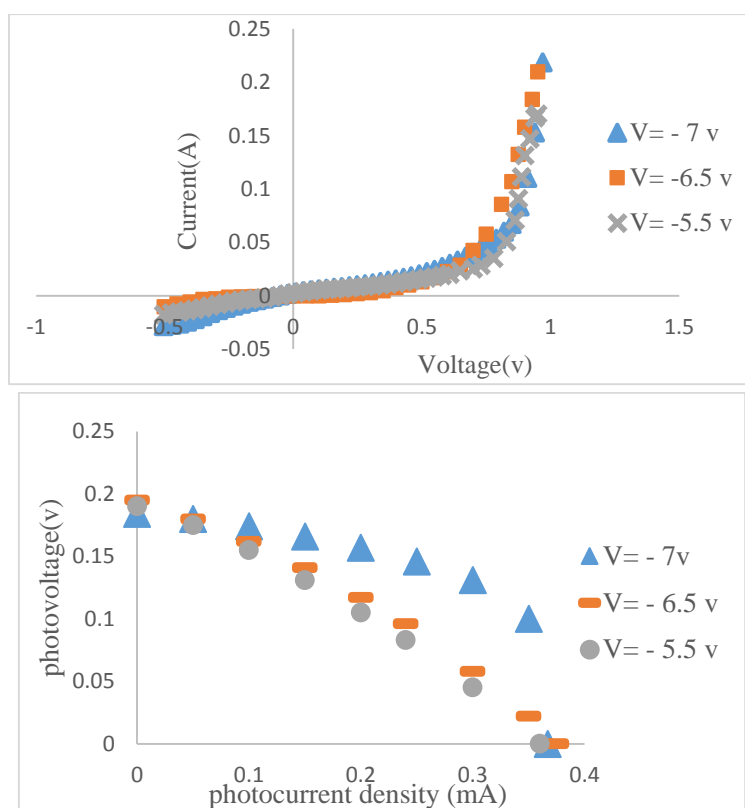 0.25
0.2
0.15
0.1
0.05
0
-0.05
-1
-0.5
0
0.5
1
1.5
Current(A)
Voltage(v)
V= - 7 v
V= -6.5 v
V= -5.5 v
0.25
0.2
0.15
0.1
0.05
0
0
0.1
0.2
0.3
0.4
photovoltage(v)
photocurrent density (mA)
V= - 7v
V= - 6.5 v
V= - 5.5 v